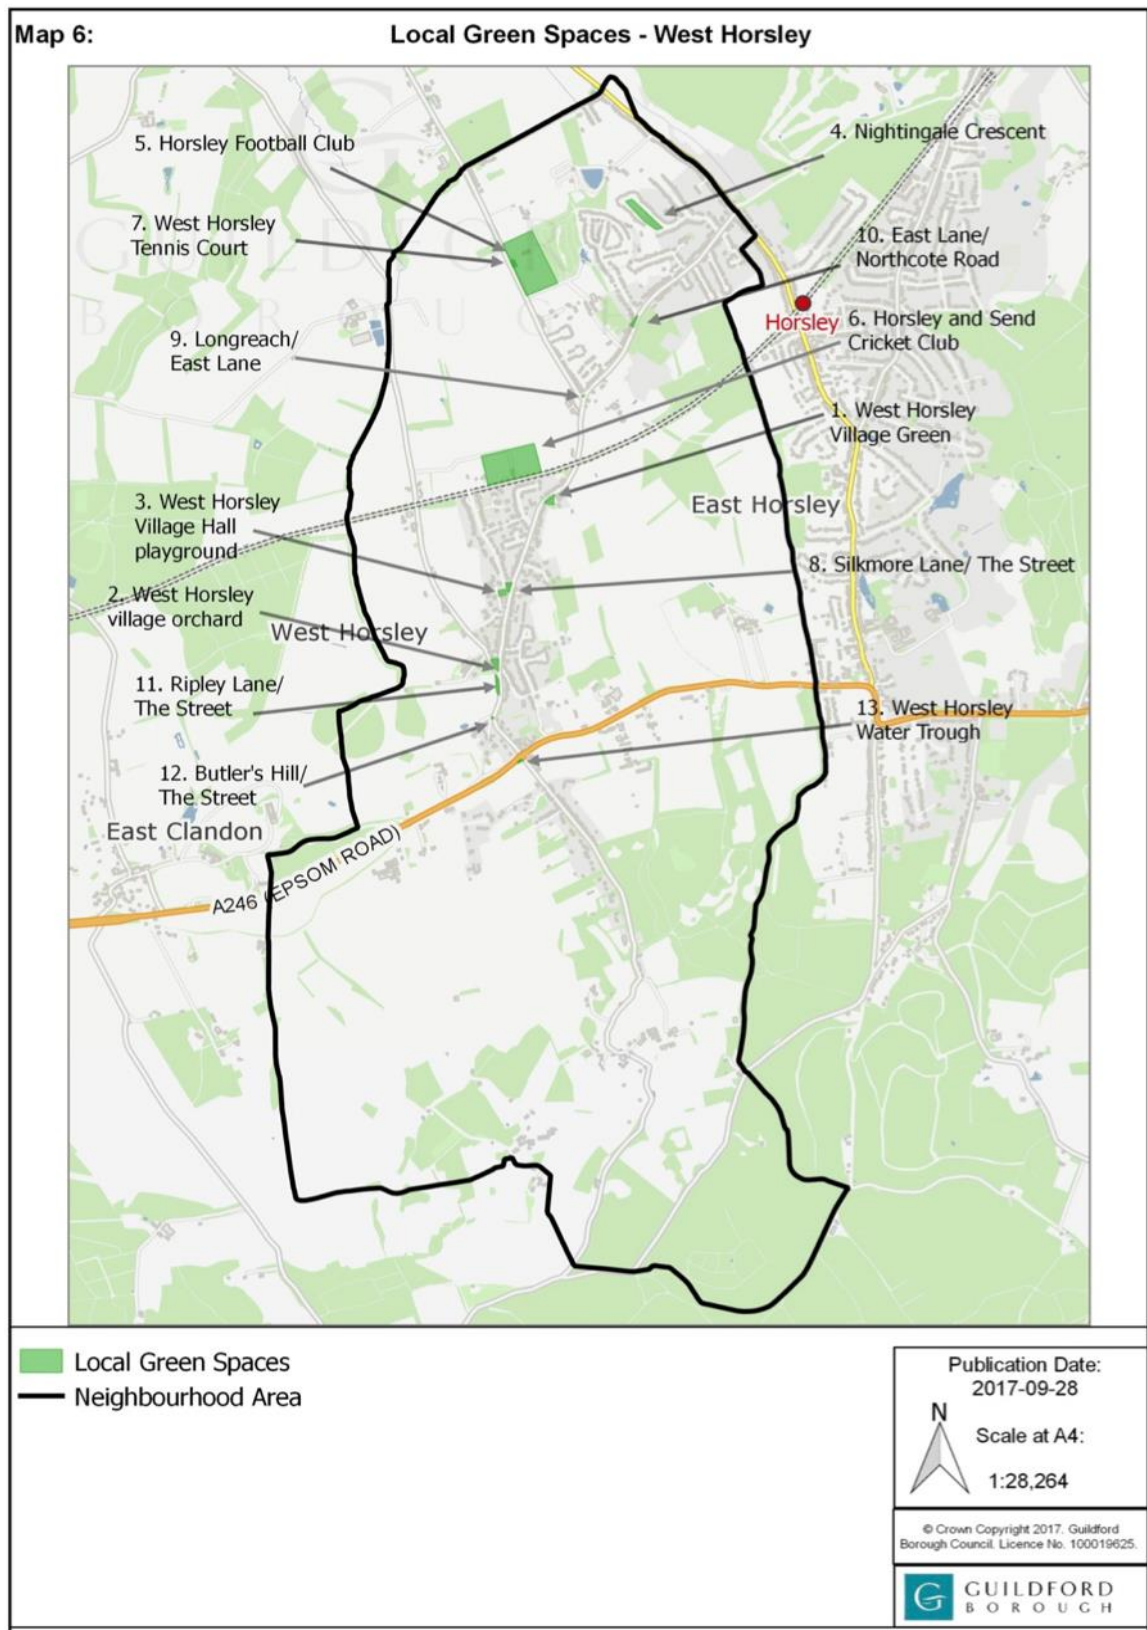 Map 6:
Local Green Spaces - West Horsley
5. Horsley Football Club
4. Nightingale Crescent
7. West Horsley
Tennis Court
10. East Lane/
Northcote Road
Horsley
6. Horsley and Send
Cricket Club
9. Longreach/
East Lane
1. West Horsley
Village Green
3. West Horsley
Village Hall
playground
East Horsley
8. Silkmore Lane/ The Street
2. West Horsley
village orchard
West Horsley
11. Ripley Lane/
The Street
13. West Horsley
Water Trough
12. Butler's Hill/
The Street
East Clandon
A246 (EPSOM ROAD)
Local Green Spaces
Neighbourhood Area
Publication Date:
2017-09-28
N
Scale at A4:
1:28,264
© Crown Copyright 2017. Guildford
Borough Council. Licence No. 100019625.
G
GUILDFORD
BOROUGH